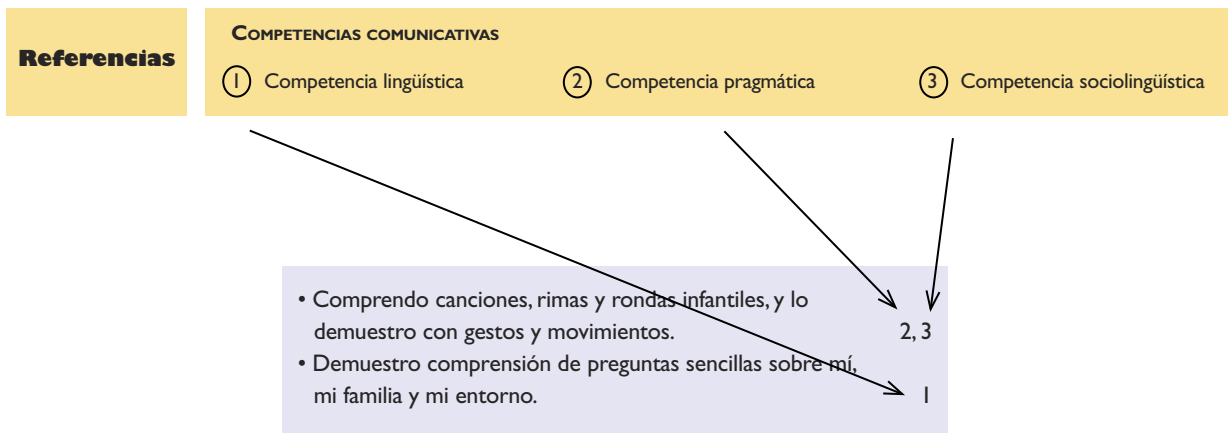 Referencias
COMPETENCIAS COMUNICATIVAS
1 Competencia lingüística 2 Competencia pragmática 3 Competencia sociolingüística
• Comprendo canciones, rimas y rondas infantiles, y lo
demuestro con gestos y movimientos. 2, 3
• Demuestro comprensión de preguntas sencillas sobre mí,
mi familia y mi entorno. 1